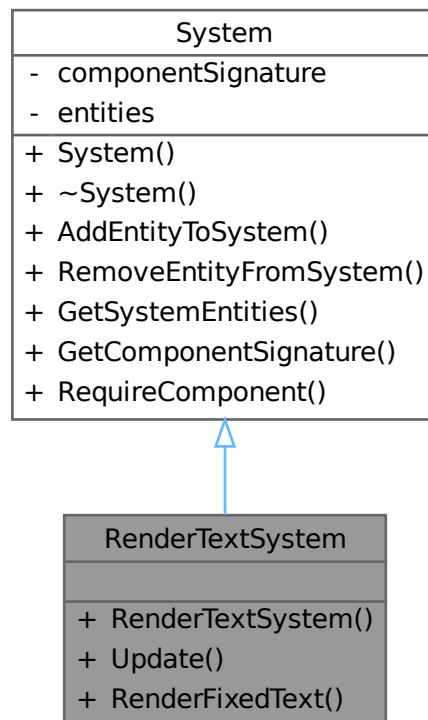 System
- componentSignature
- entities
+ System()
+ ~System()
+ AddEntityToSystem()
+ RemoveEntityFromSystem()
+ GetSystemEntities()
+ GetComponentSignature()
+ RequireComponent()
RenderTextSystem
+ RenderTextSystem()
+ Update()
+ RenderFixedText()